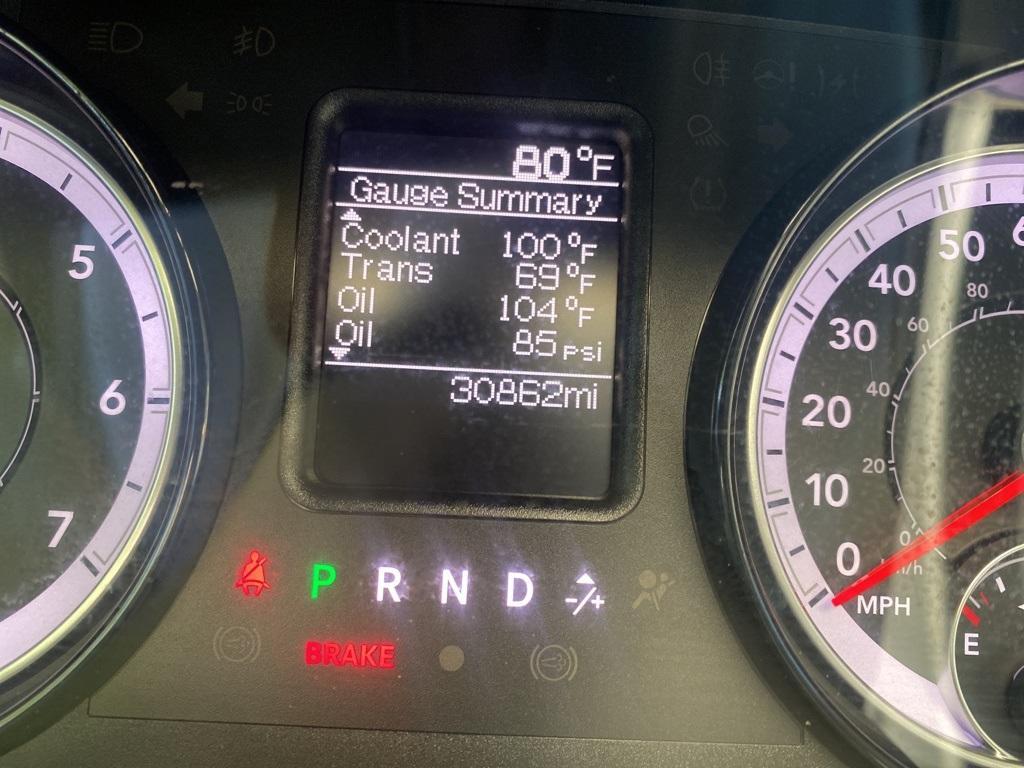 80°F
Gauge Summary
Coolant 100°F
Trans 69°F
Oil 104°F
Oil 85 psi
30862mi
5
6
7
50
40
30
20
10
0
MPH
80
60
40
20
0
E
P R N D -/+
BRAKE